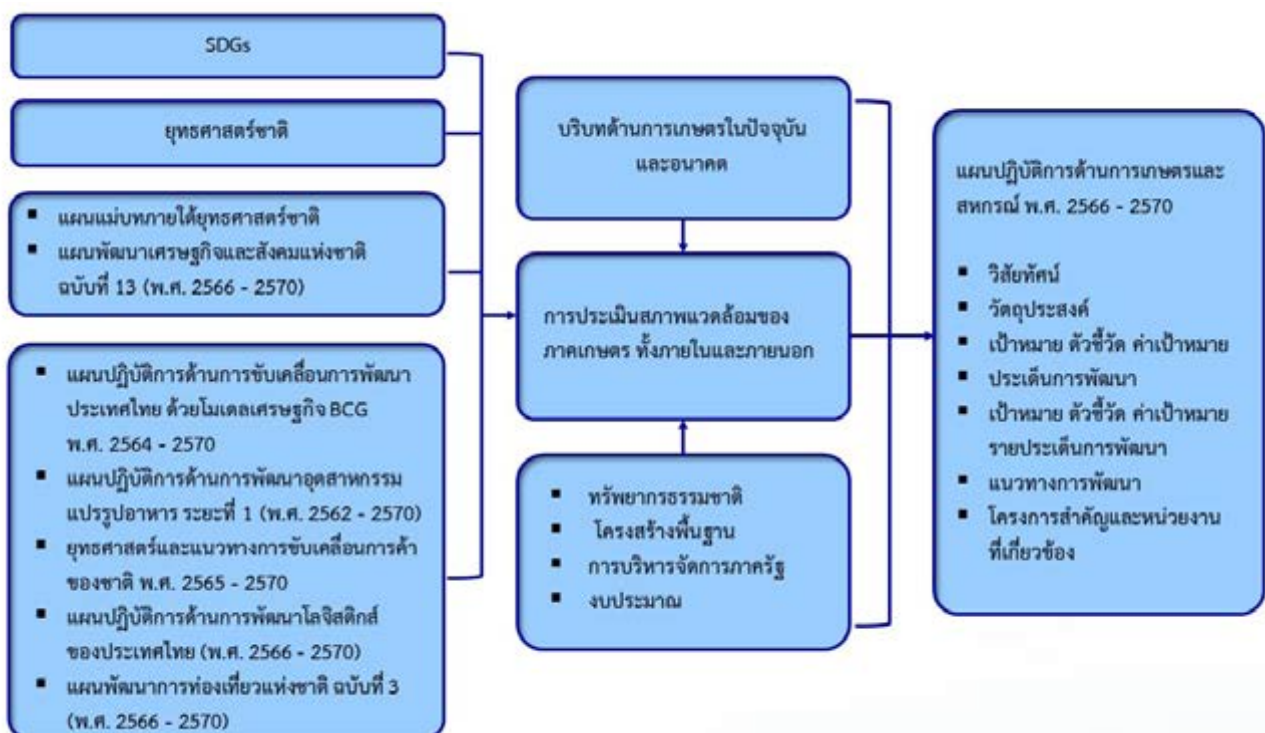 SDGs
ยุทธศาสตร์ชาติ
▪ แผนแม่บทภายใต้ยุทธศาสตร์ชาติ
▪ แผนพัฒนาเศรษฐกิจและสังคมแห่งชาติ
ฉบับที่ 13 (พ.ศ. 2566 - 2570)
▪ แผนปฏิบัติการด้านการขับเคลื่อนการพัฒนา
ประเทศไทย ด้วยโมเดลเศรษฐกิจ BCG
พ.ศ. 2564 - 2570
▪ แผนปฏิบัติการด้านการพัฒนาอุตสาหกรรม
แปรรูปอาหาร ระยะที่ 1 (พ.ศ. 2562 - 2570)
▪ ยุทธศาสตร์และแนวทางการขับเคลื่อนการค้า
ของชาติ พ.ศ. 2565 - 2570
▪ แผนปฏิบัติการด้านการพัฒนาโลจิสติกส์
ของประเทศไทย (พ.ศ. 2566 - 2570)
▪ แผนพัฒนาการท่องเที่ยวแห่งชาติ ฉบับที่ 3
(พ.ศ. 2566 - 2570)
บริบทด้านการเกษตรในปัจจุบัน
และอนาคต
การประเมินสภาพแวดล้อมของ
ภาคเกษตร ทั้งภายในและภายนอก
▪ ทรัพยากรธรรมชาติ
▪ โครงสร้างพื้นฐาน
▪ การบริหารจัดการภาครัฐ
▪ งบประมาณ
แผนปฏิบัติการด้านการเกษตรและ
สหกรณ์ พ.ศ. 2566 - 2570
▪ วิสัยทัศน์
▪ วัตถุประสงค์
▪ เป้าหมาย ตัวชี้วัด ค่าเป้าหมาย
▪ ประเด็นการพัฒนา
▪ เป้าหมาย ตัวชี้วัด ค่าเป้าหมาย
รายประเด็นการพัฒนา
▪ แนวทางการพัฒนา
▪ โครงการสำคัญและหน่วยงาน
ที่เกี่ยวข้อง